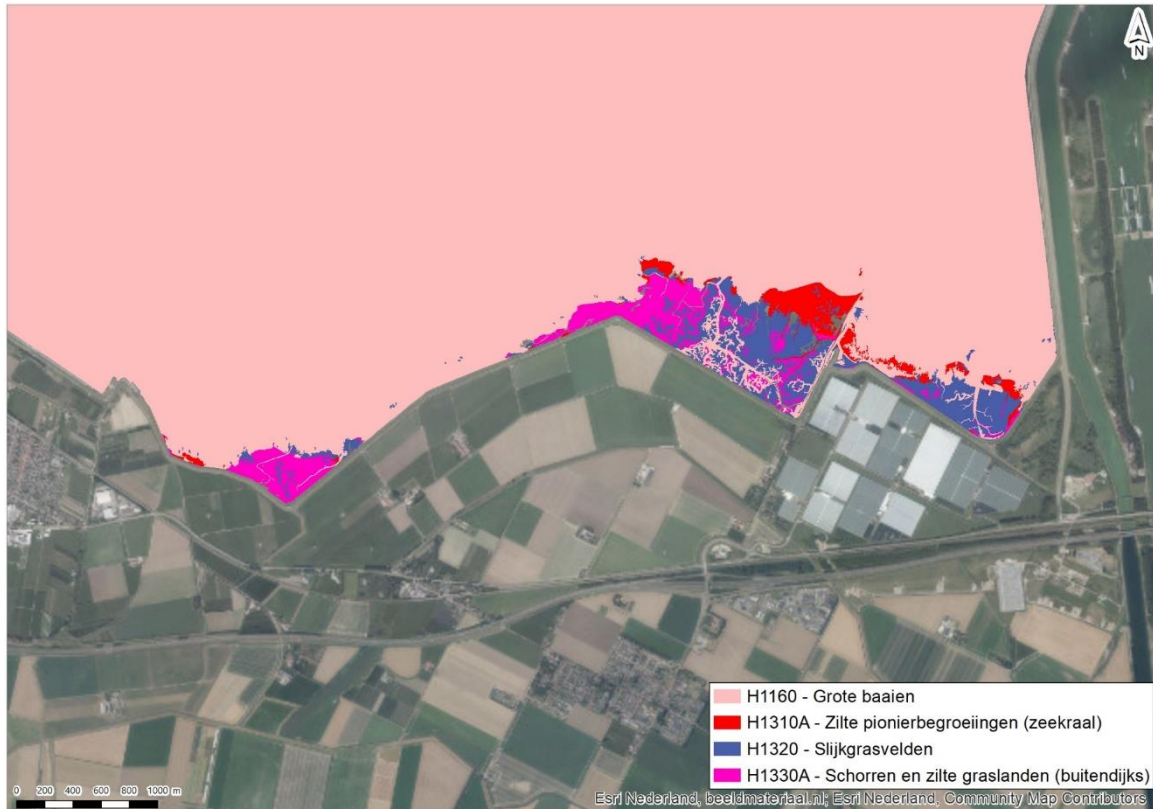 N
H1160 - Grote baaien
H1310A - Zilte pionierbegroeiingen (zeekraal)
H1320 - Slijkgrasvelden
H1330A - Schorren en zilte graslanden (buitendijks)
0 200 400 600 800 1000 m
Esri Nederland, beeldmateriaal.nl; Esri Nederland, Community Map Contributors